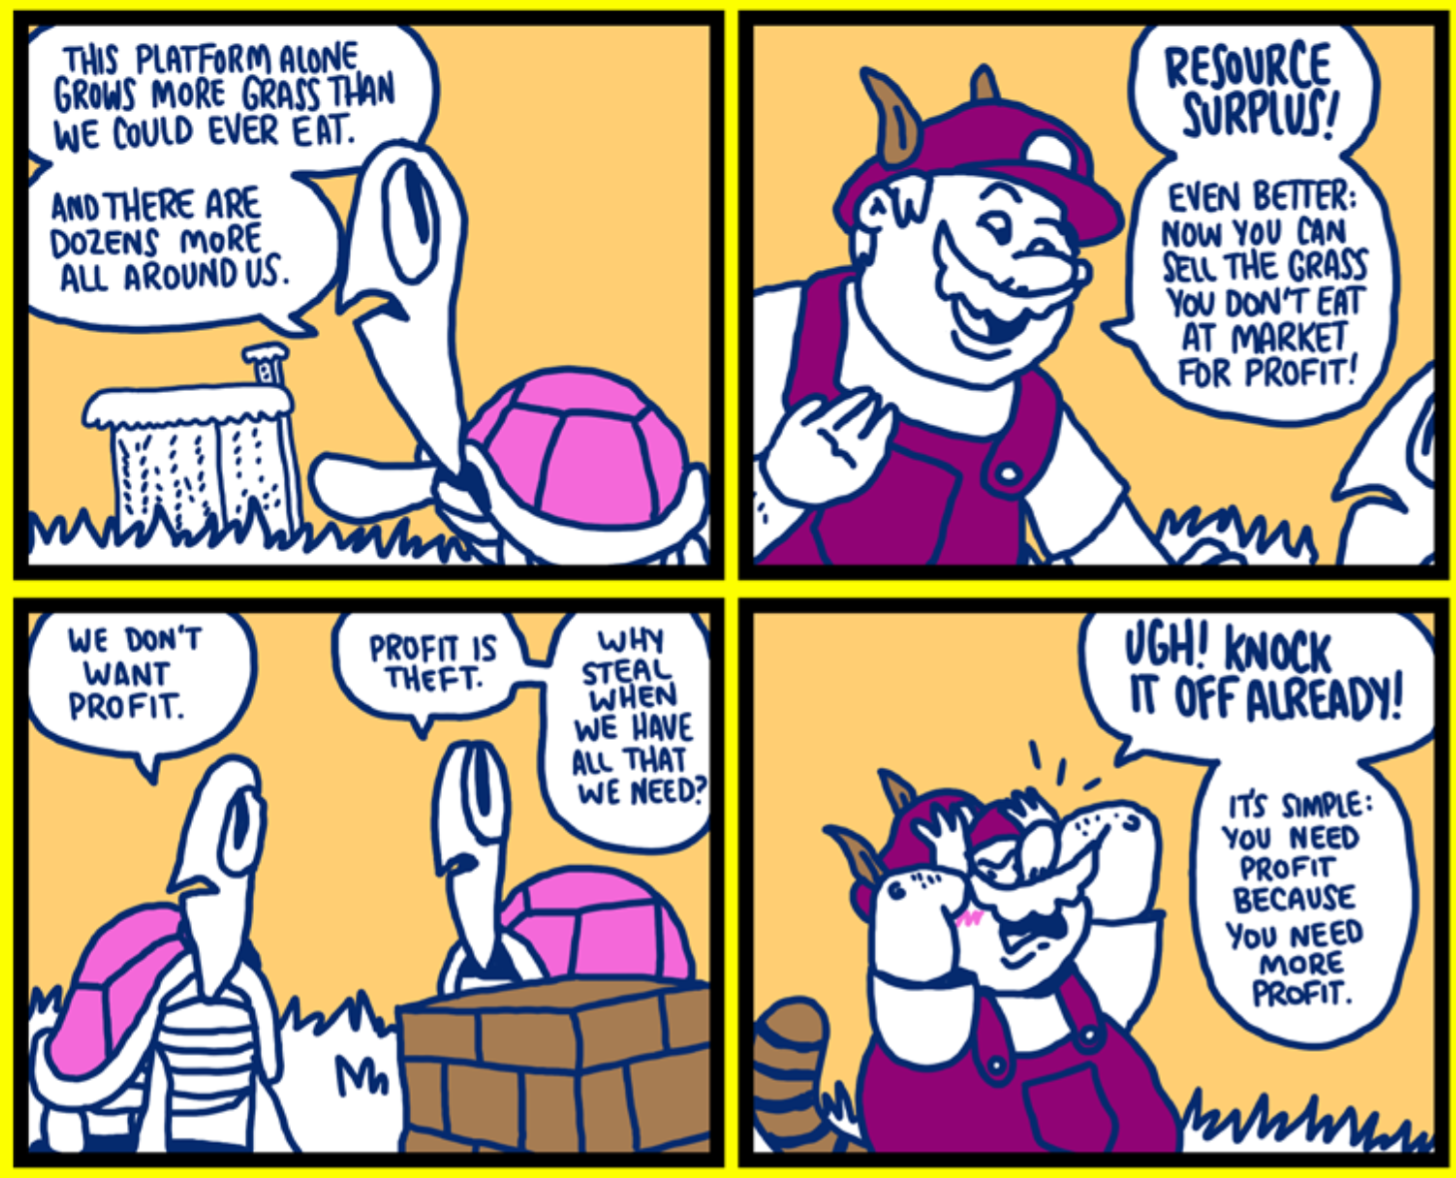 THIS PLATFORM ALONE
GROWS MORE GRASS THAN
WE COULD EVER EAT.
AND THERE ARE
DOZENS MORE
ALL AROUND US.
RESOURCE
SURPLUS!
EVEN BETTER:
NOW YOU CAN
SELL THE GRASS
YOU DON'T EAT
AT MARKET
FOR PROFIT!
WE DON'T
WANT
PROFIT.
PROFIT IS
THEFT.
WHY
STEAL
WHEN
WE HAVE
ALL THAT
WE NEED?
UGH! KNOCK
IT OFF ALREADY!
IT'S SIMPLE:
YOU NEED
PROFIT
BECAUSE
YOU NEED
MORE
PROFIT.